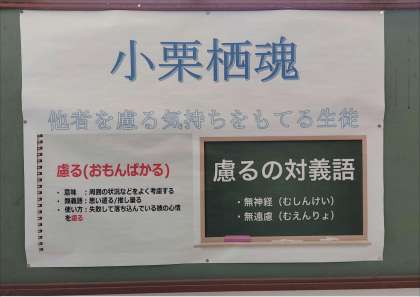 小栗栖魂
他者を慮る気持ちをもてる生徒
慮る(おもんぱかる)
・ 意味 ：周囲の状況などをよく考慮する
・ 類義語：思い遣る/推し量る
・ 使い方：失敗して落ち込んでいる彼の心情
を慮る
慮るの対義語
・無神経（むしんけい）
・無遠慮（むえんりょ）